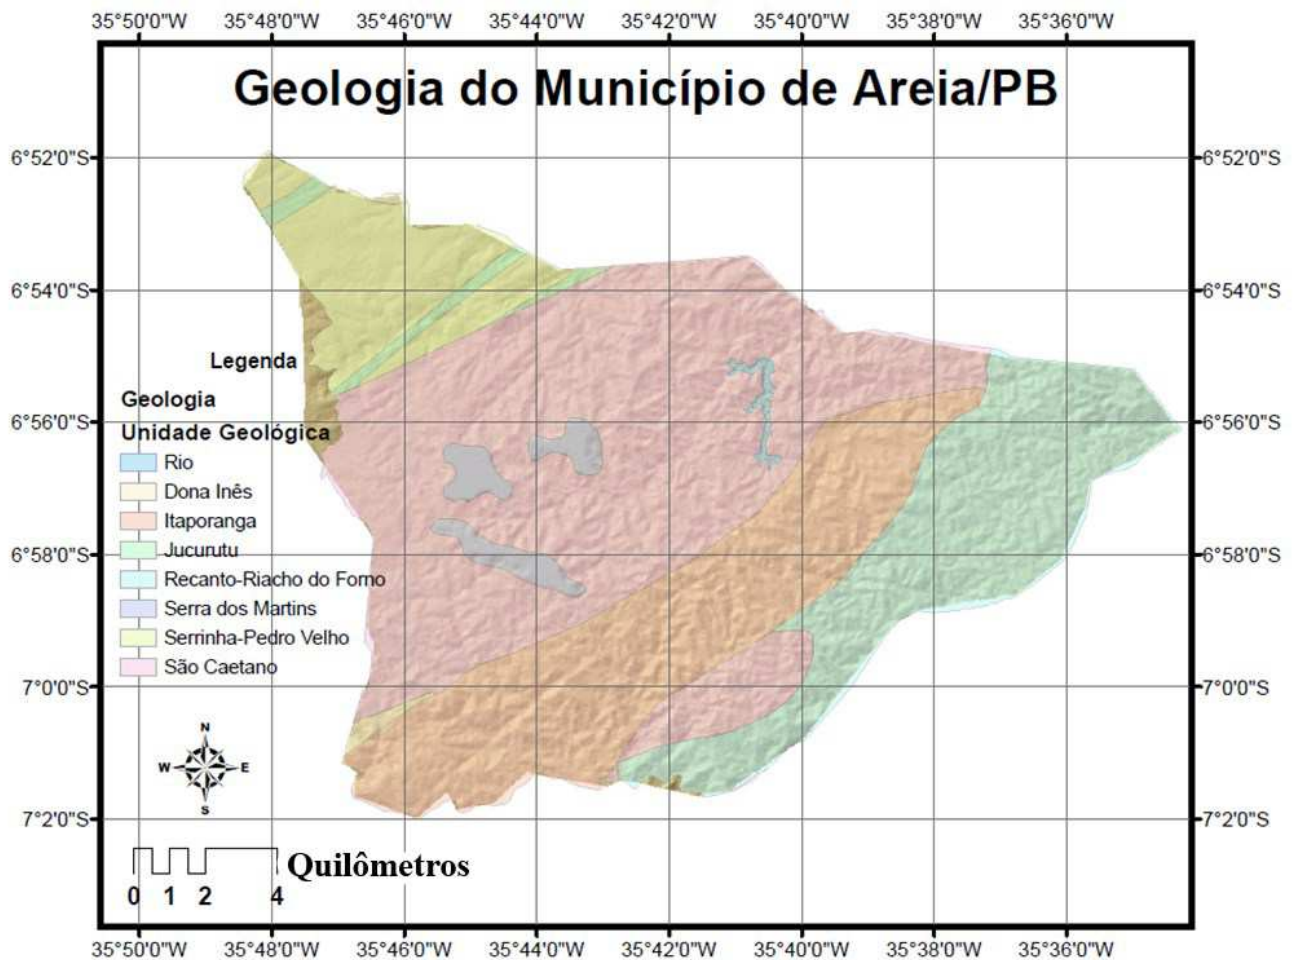 35°50'0"W 35°48'0"W 35°46'0"W 35°44'0"W 35°42'0"W 35°40'0"W 35°38'0"W 35°36'0"W
Geologia do Município de Areia/PB
6°52'0"S 6°52'0"S
6°54'0"S 6°54'0"S
Legenda
Geologia
6°56'0"S 6°56'0"S
Unidade Geológica
Rio
Dona Inês
Itaporanga
Jucurutu
6°58'0"S 6°58'0"S
Recanto-Riacho do Forno
Serra dos Martins
Serrinha-Pedro Velho
São Caetano
7°0'0"S 7°0'0"S
N
W E
S
7°2'0"S 7°2'0"S
Quilômetros
0 1 2 4
35°50'0"W 35°48'0"W 35°46'0"W 35°44'0"W 35°42'0"W 35°40'0"W 35°38'0"W 35°36'0"W